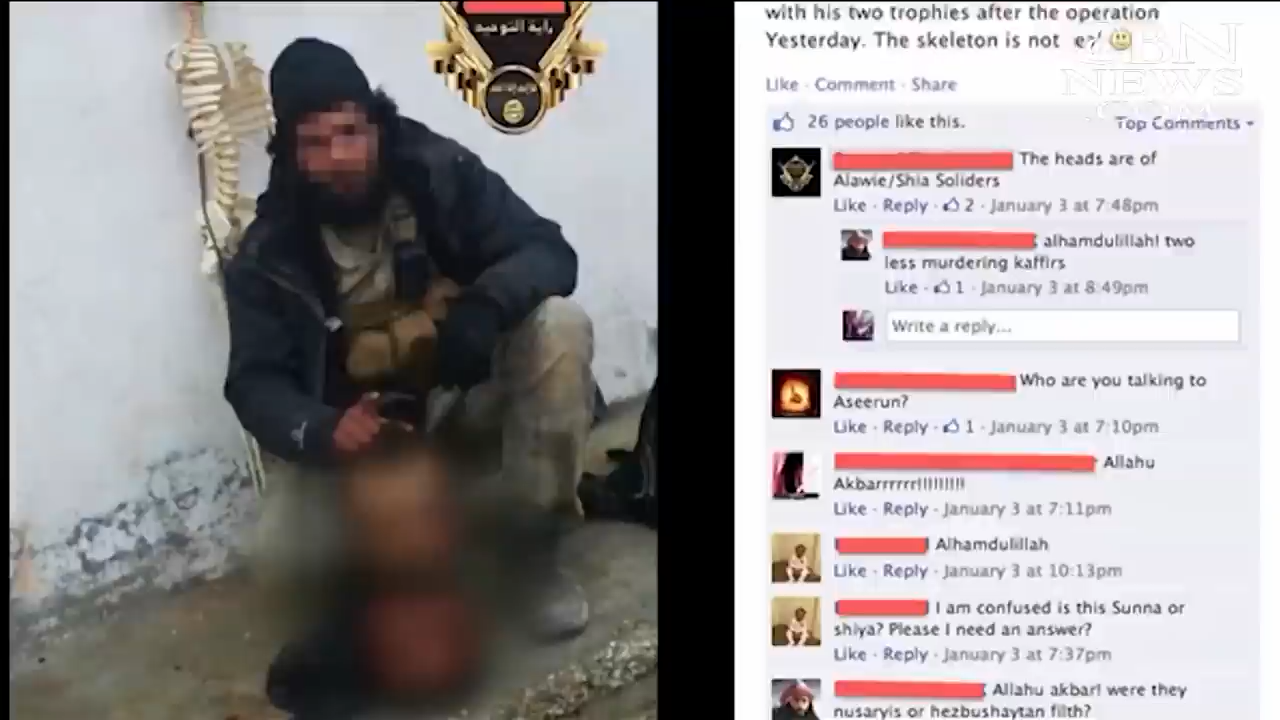 راية التوحيد
with his two trophies after the operation
Yesterday. The skeleton is not
CBN
NEWS
.COM
Like · Comment · Share
26 people like this.
Top Comments
The heads are of
Alawie/Shia Soliders
Like · Reply · 2 · January 3 at 7:48pm
alhamdulillah! two
less murdering kaffirs
Like · 1 · January 3 at 8:49pm
Write a reply...
Who are you talking to
Aseerun?
Like · Reply · 1 · January 3 at 7:10pm
Allahu
Akbarrrrrr!!!!!!!!!!
Like · Reply · January 3 at 7:11pm
Alhamdulillah
Like · Reply · January 3 at 10:13pm
I am confused is this Sunna or
shiya? Please I need an answer?
Like · Reply · January 3 at 7:37pm
Allahu akbar! were they
nusaryis or hezbushaytan filth?